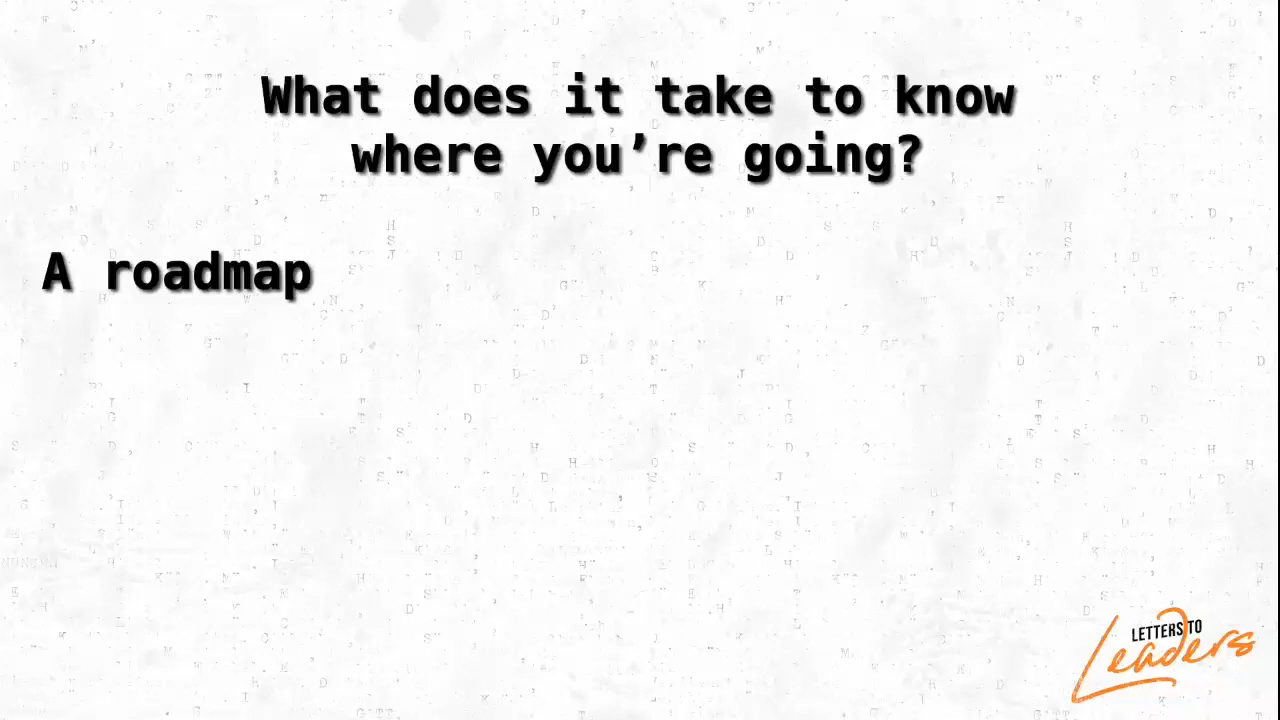 What does it take to know
where you’re going?
A roadmap
LETTERS TO
Leaders